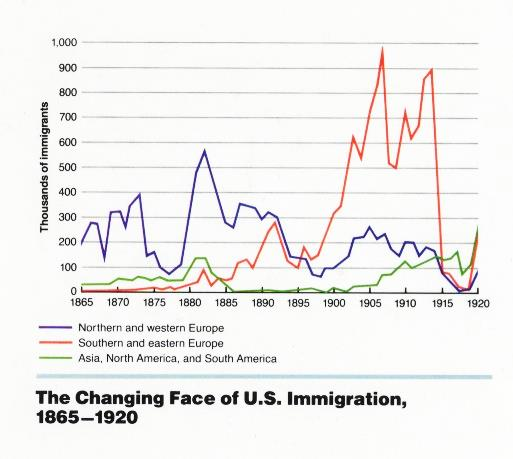 1,000
900
800
700
600
500
400
300
200
100
0
Thousands of immigrants
1865 1870 1875 1880 1885 1890 1895 1900 1905 1910 1915 1920
Northern and western Europe
Southern and eastern Europe
Asia, North America, and South America
The Changing Face of U.S. Immigration,
1865–1920